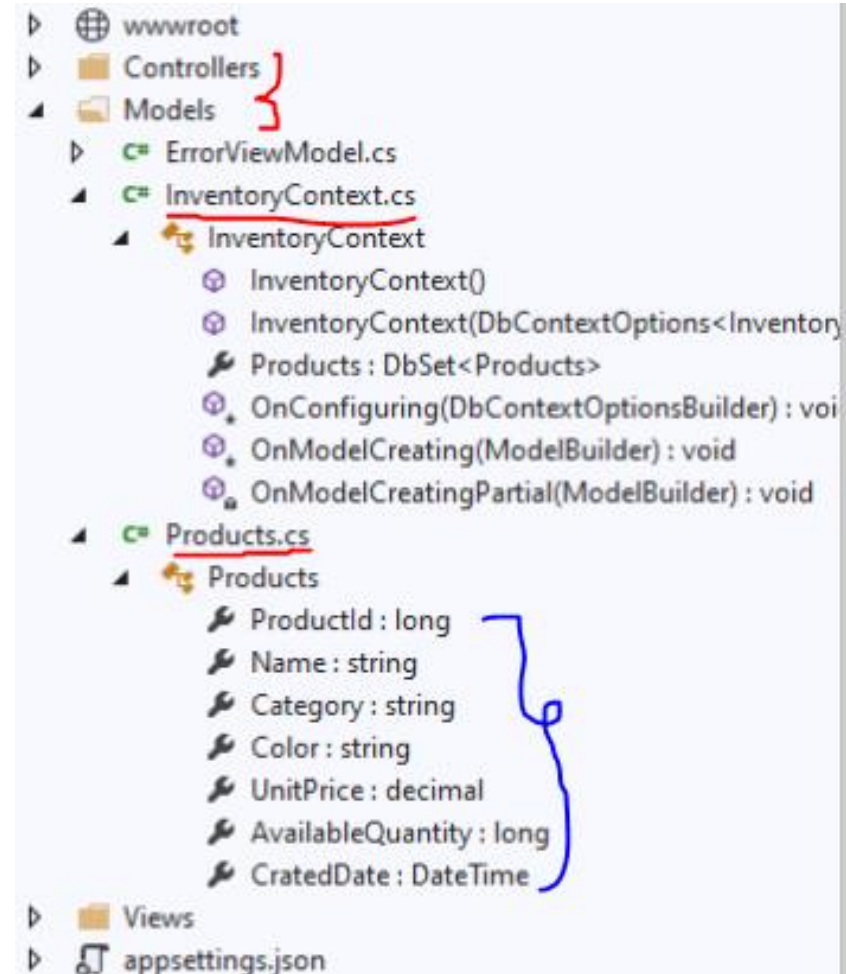 wwwroot
Controllers
Models
C# ErrorViewModel.cs
C# InventoryContext.cs
InventoryContext
InventoryContext()
InventoryContext(DbContextOptions<Inventory
Products : DbSet<Products>
OnConfiguring(DbContextOptionsBuilder) : voi
OnModelCreating(ModelBuilder) : void
OnModelCreatingPartial(ModelBuilder) : void
C# Products.cs
Products
ProductId : long
Name : string
Category : string
Color : string
UnitPrice : decimal
AvailableQuantity : long
CratedDate : DateTime
Views
appsettings.json